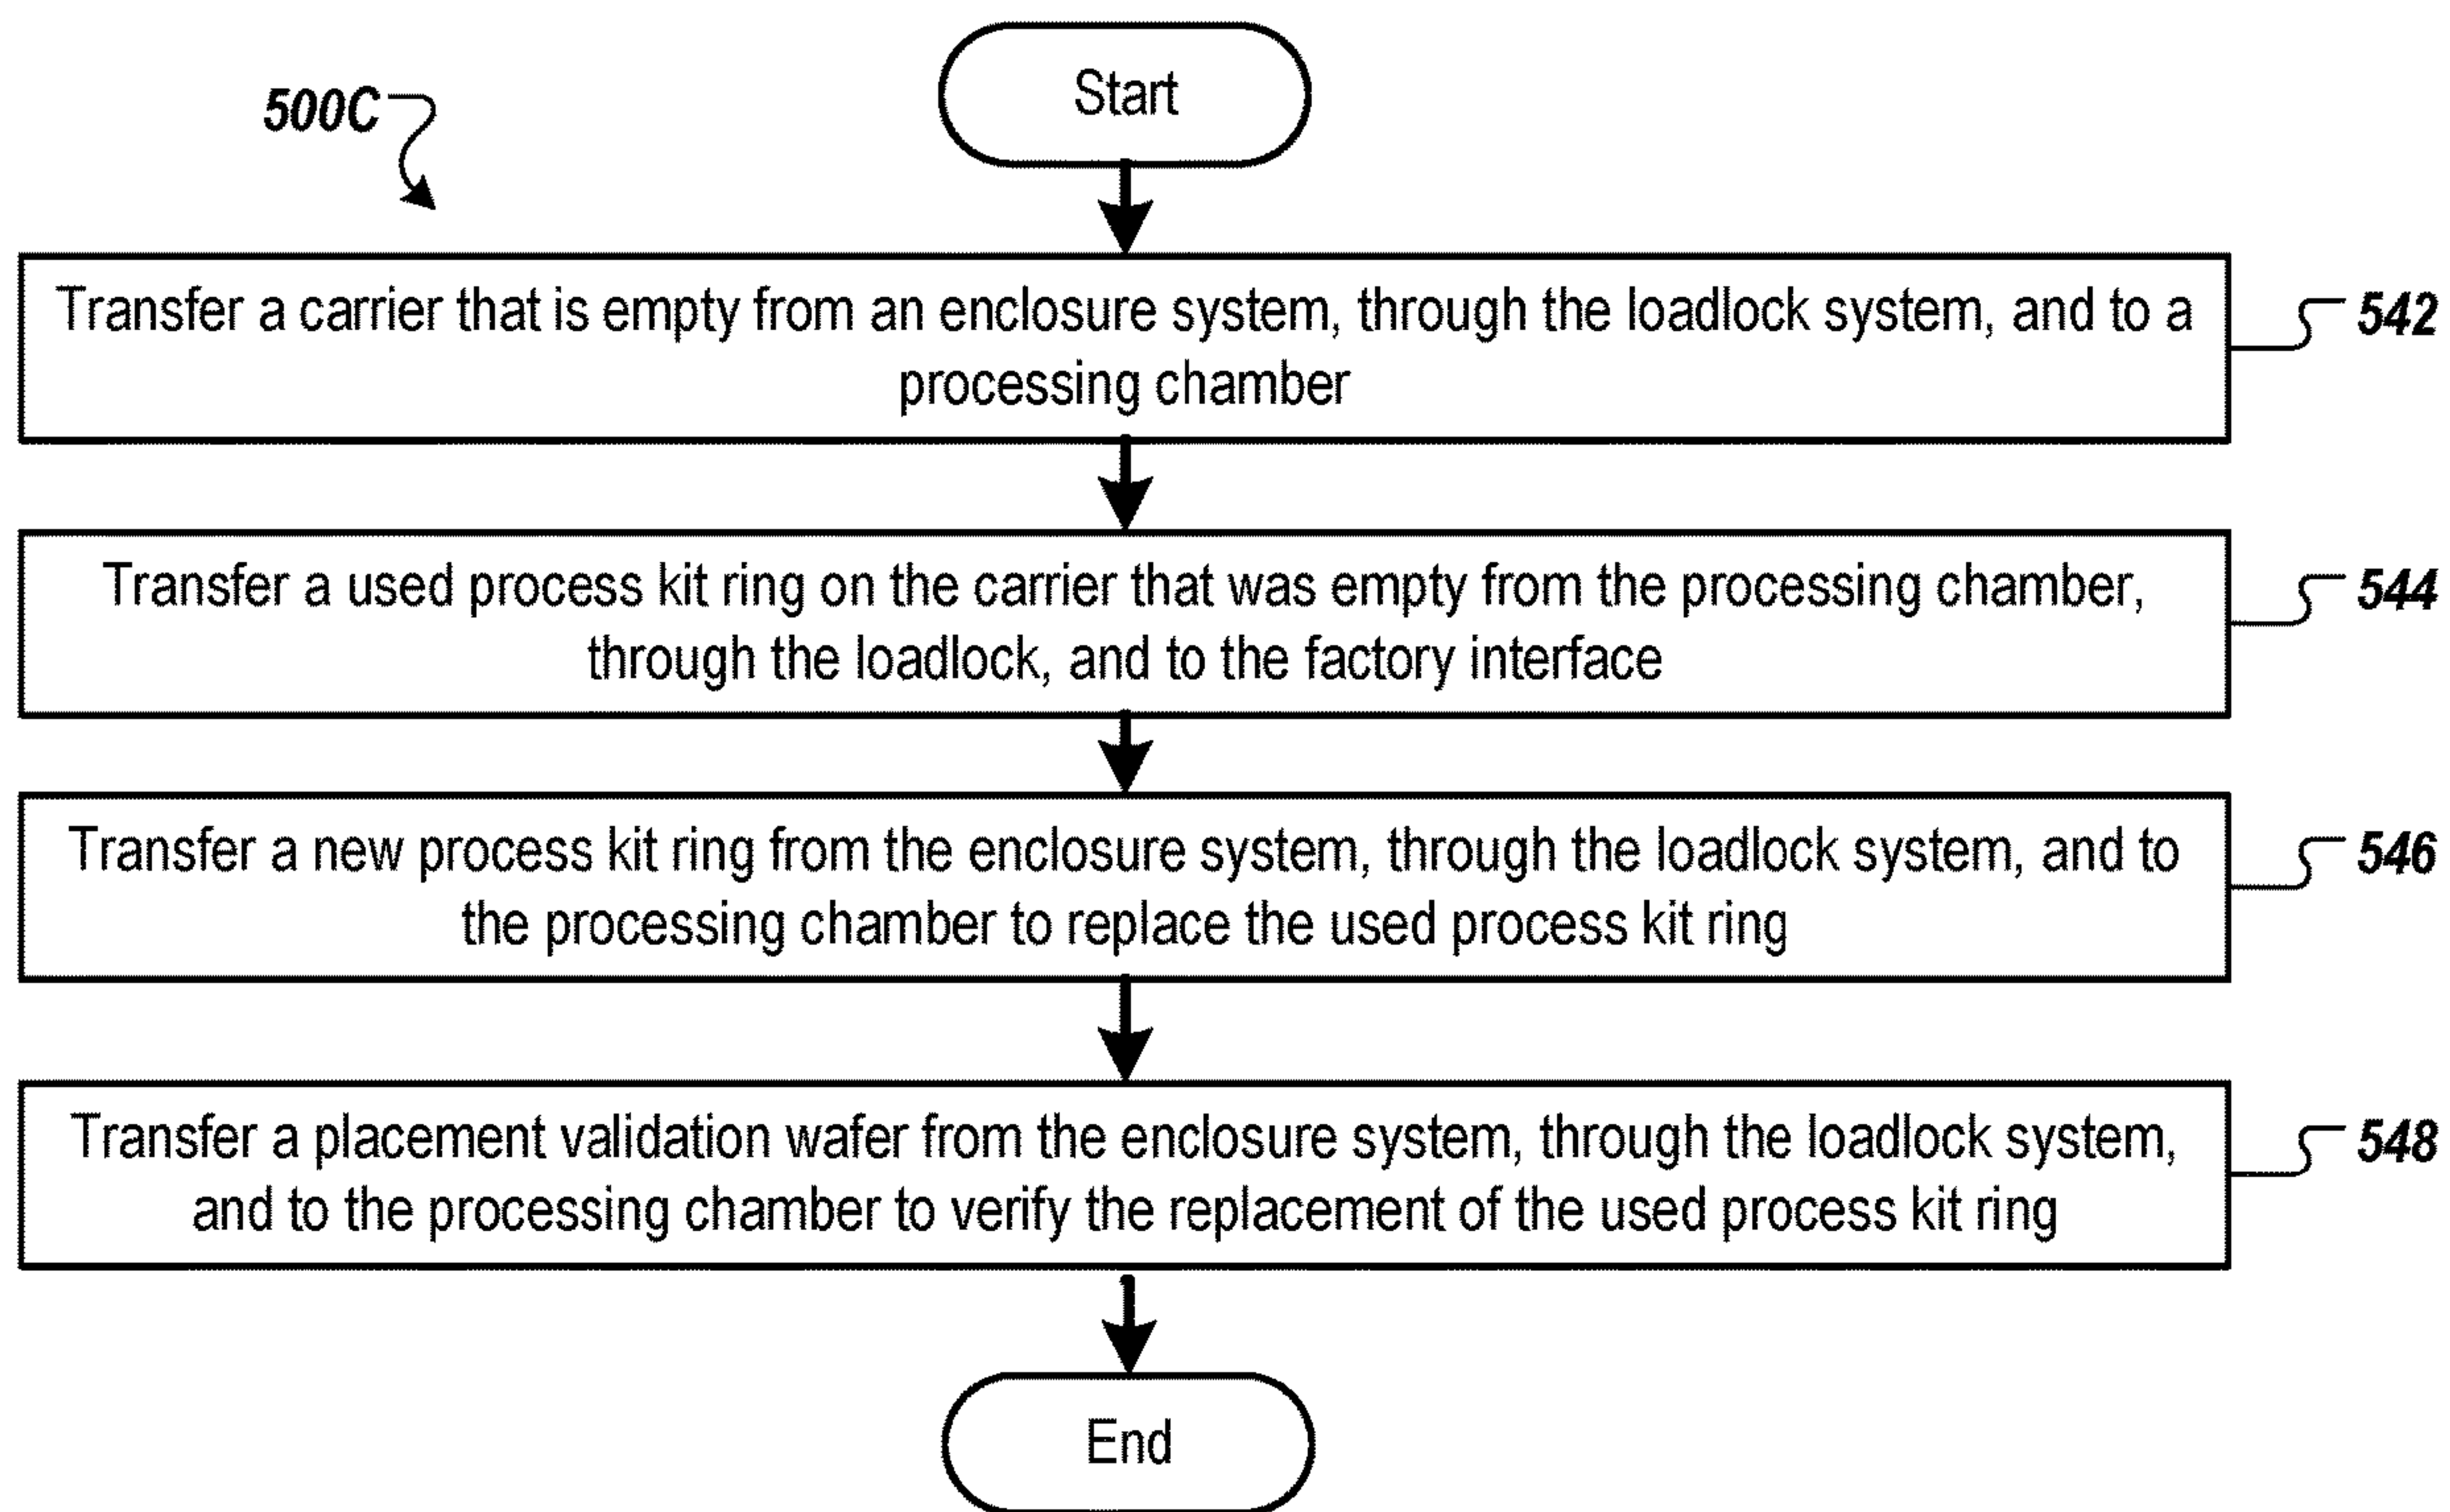 Start
500C
Transfer a carrier that is empty from an enclosure system, through the loadlock system, and to a
processing chamber
542
Transfer a used process kit ring on the carrier that was empty from the processing chamber,
through the loadlock, and to the factory interface
544
Transfer a new process kit ring from the enclosure system, through the loadlock system, and to
the processing chamber to replace the used process kit ring
546
Transfer a placement validation wafer from the enclosure system, through the loadlock system,
and to the processing chamber to verify the replacement of the used process kit ring
548
End